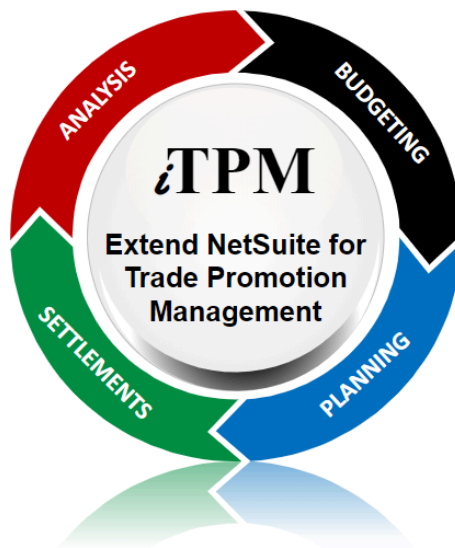 ANALYSIS
BUDGETING
iTPM
Extend NetSuite for
Trade Promotion
Management
SETTLEMENTS
PLANNING